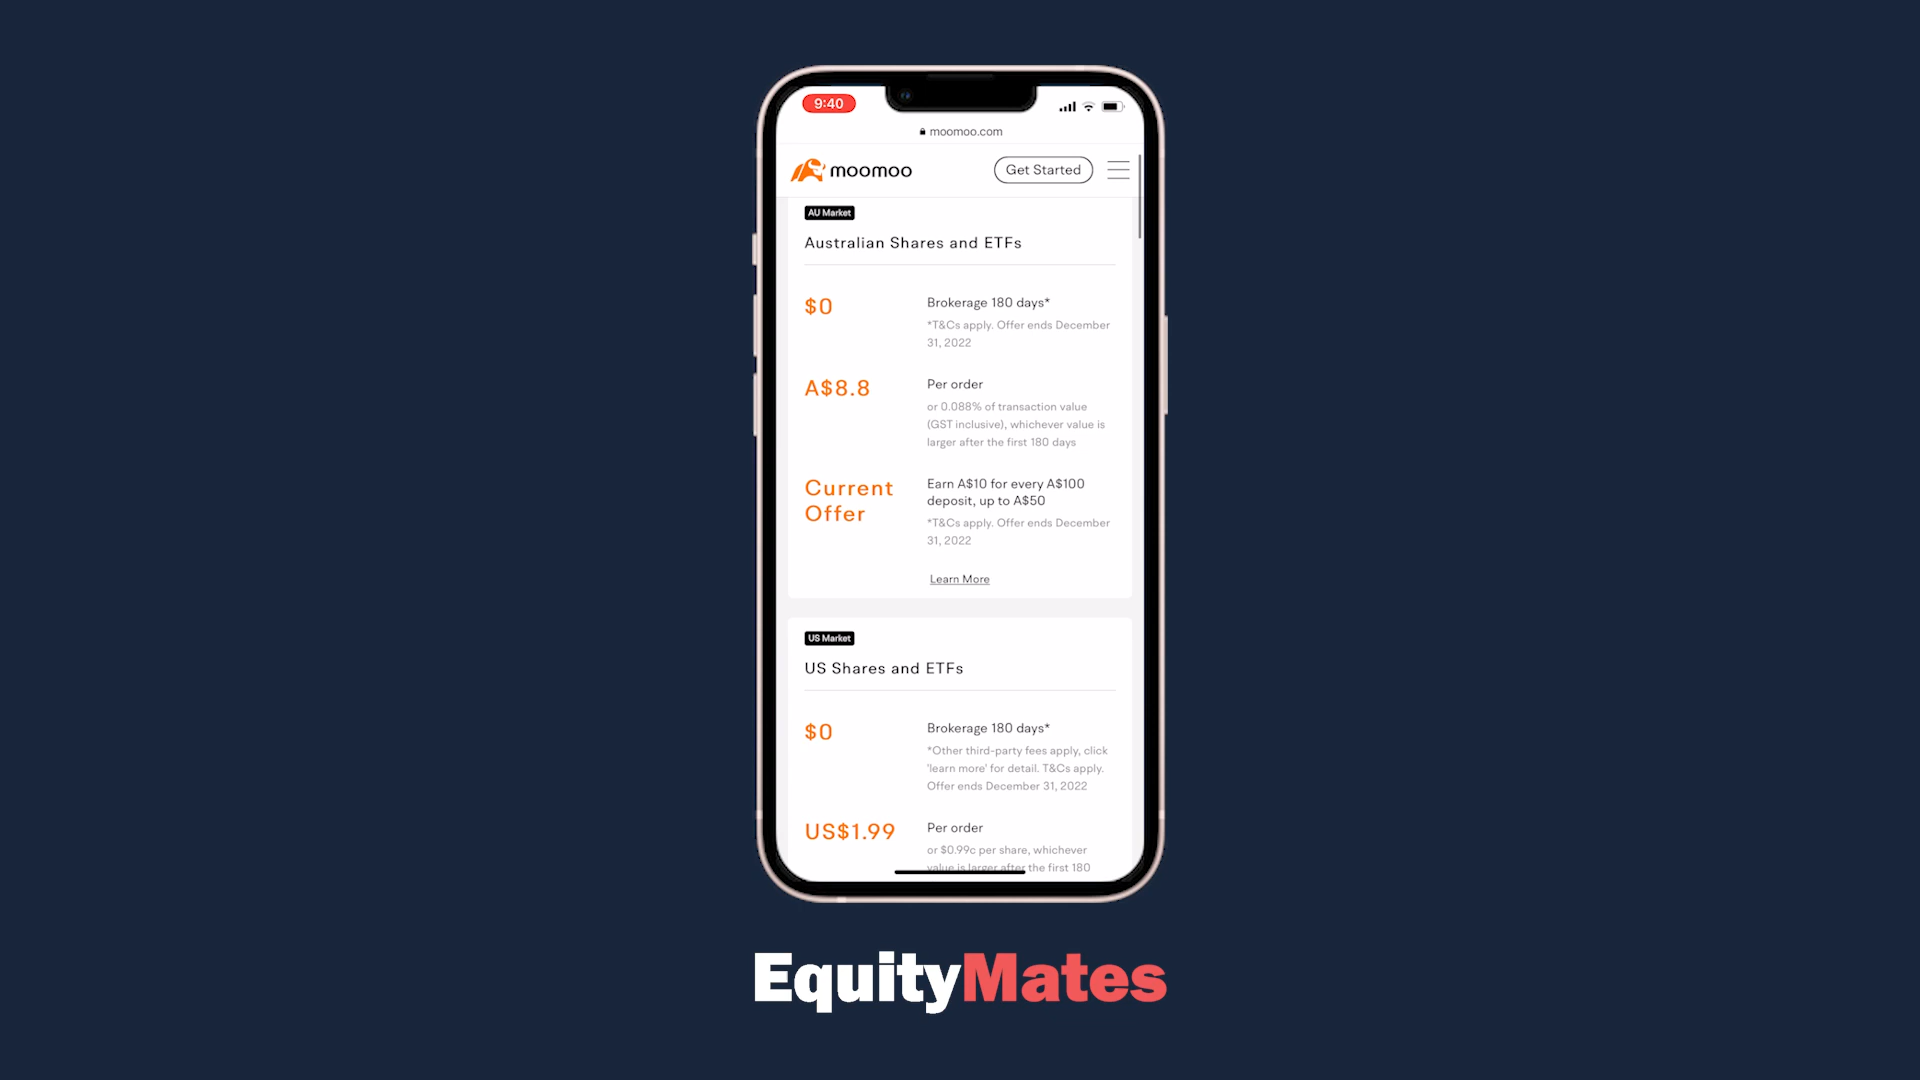 9:40
moomoo.com
moomoo
Get Started
AU Market
Australian Shares and ETFs
$0
Brokerage 180 days*
*T&Cs apply. Offer ends December
31, 2022
A$8.8
Per order
or 0.088% of transaction value
(GST inclusive), whichever value is
larger after the first 180 days
Current
Offer
Earn A$10 for every A$100
deposit, up to A$50
*T&Cs apply. Offer ends December
31, 2022
Learn More
US Market
US Shares and ETFs
$0
Brokerage 180 days*
*Other third-party fees apply, click
'learn more' for detail. T&Cs apply.
Offer ends December 31, 2022
US$1.99
Per order
or $0.99c per share, whichever
value is larger after the first 180
EquityMates